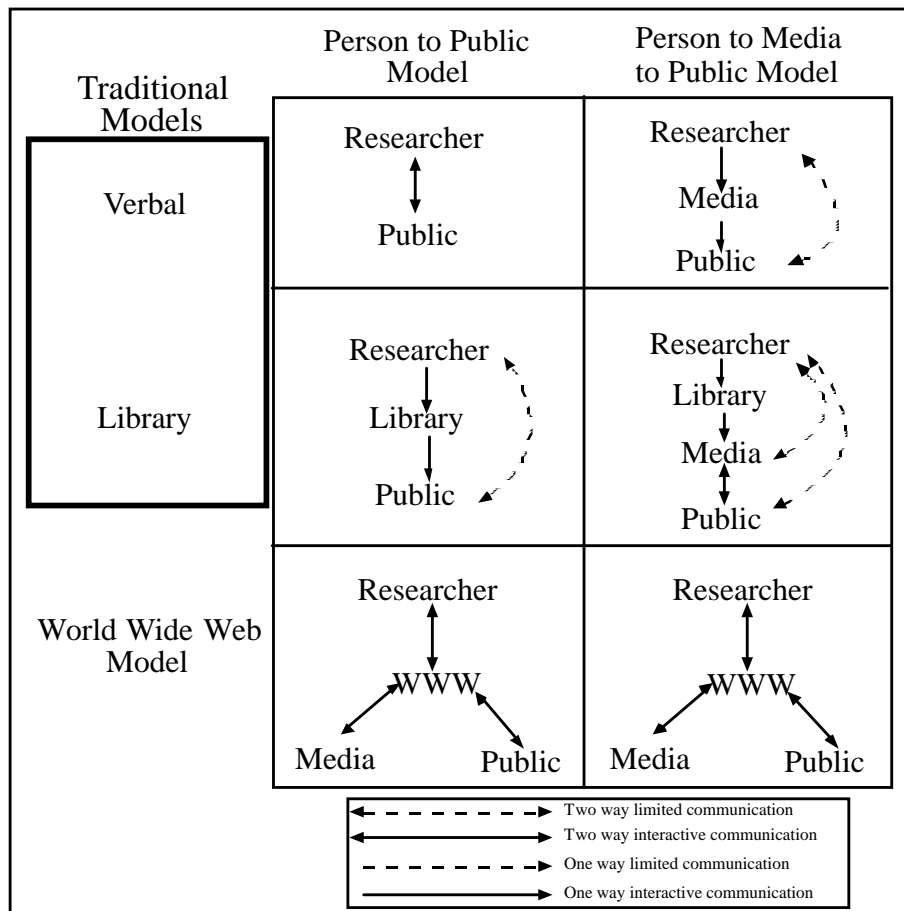 Person to Public
Model
Person to Media
to Public Model
Traditional
Models
Verbal
Researcher
Public
Researcher
Media
Public
Library
Researcher
Library
Public
Researcher
Library
Media
Public
World Wide Web
Model
Researcher
WWW
Media
Public
Researcher
WWW
Media
Public
Two way limited communication
Two way interactive communication
One way limited communication
One way interactive communication